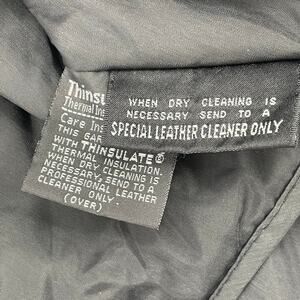 Thinsu
Thermal Ins
Care Ins
THIS GAR
WITH THINSULATE®
THERMAL INSULATION.
WHEN DRY CLEANING IS
NECESSARY, SEND TO A
PROFESSIONAL LEATHER
CLEANER ONLY
(OVER)
WHEN DRY CLEANING IS
NECESSARY SEND TO A
SPECIAL LEATHER CLEANER ONLY